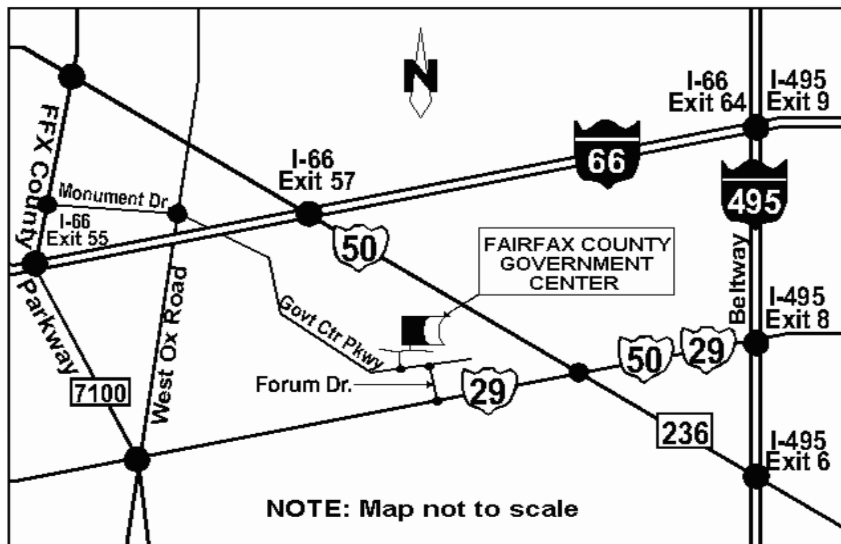 N
I-66
Exit 64
I-495
Exit 9
66
I-66
Exit 57
FFX County
Parkway
Monument Dr.
I-66
Exit 55
495
50
FAIRFAX COUNTY
GOVERNMENT
CENTER
Beltway
West Ox Road
Govt Ctr Pkwy
I-495
Exit 8
50
29
7100
Forum Dr.
29
236
I-495
Exit 6
NOTE: Map not to scale